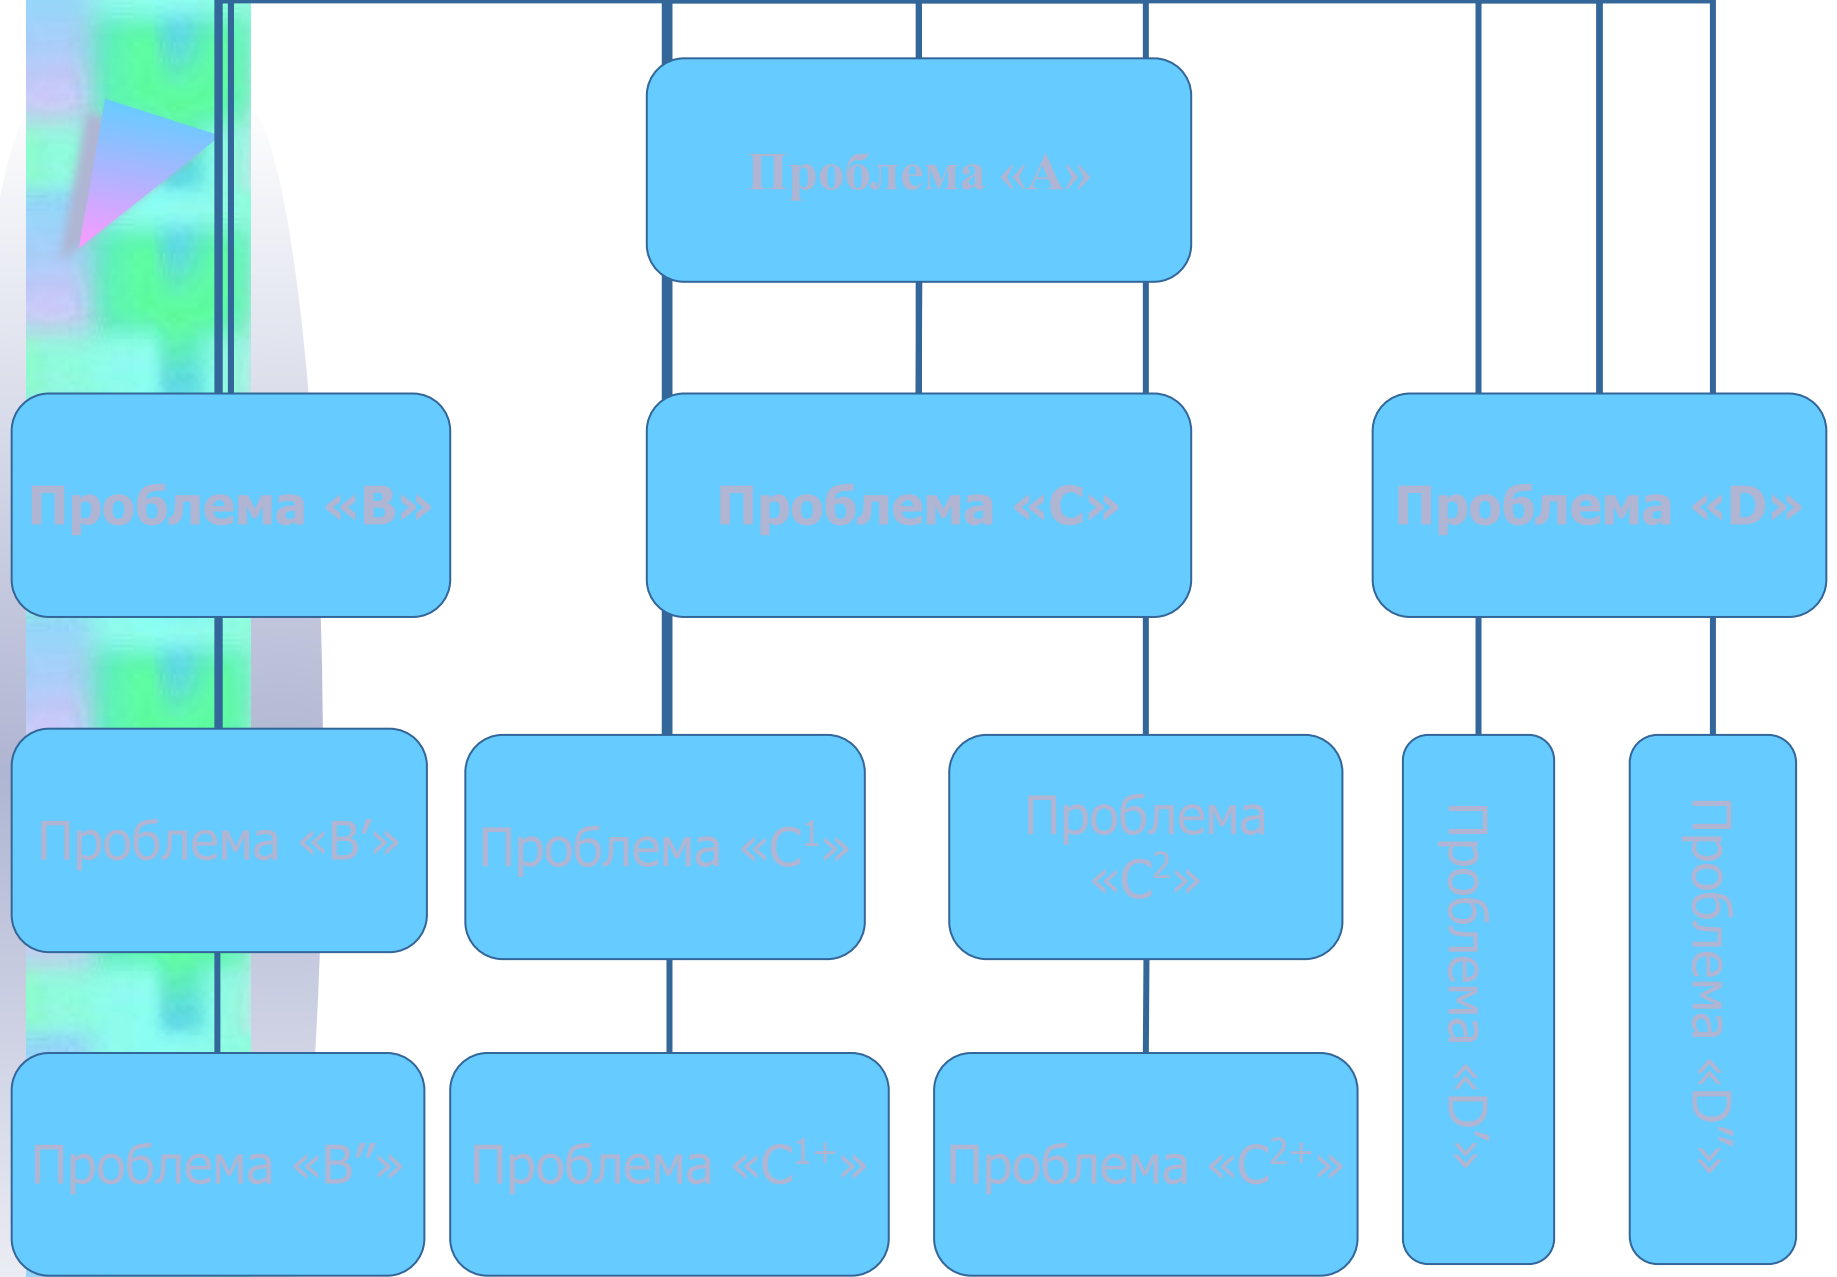 Проблема «А»
Проблема «В»
Проблема «С»
Проблема «D»
Проблема «В′»
Проблема «С¹»
Проблема
«С²»
Проблема «D′»
Проблема «D″»
Проблема «В″»
Проблема «С¹⁺»
Проблема «С²⁺»